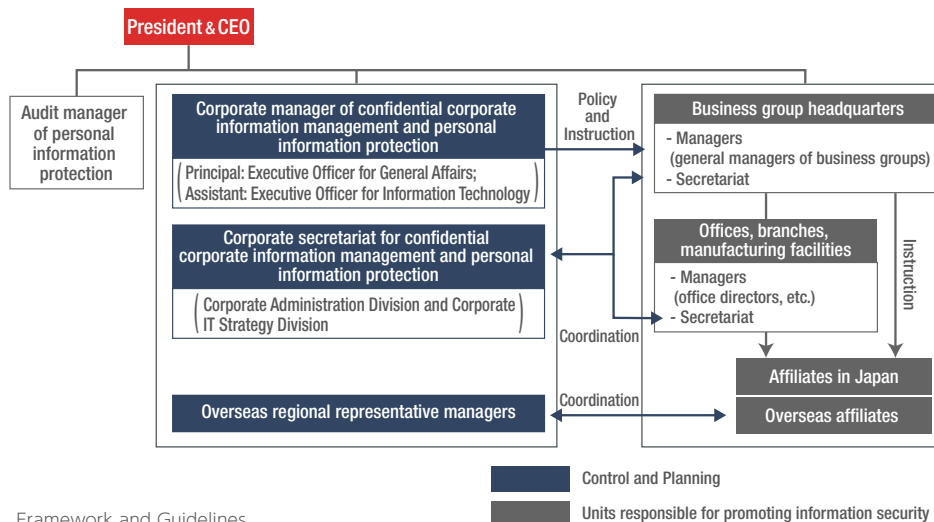 President & CEO
Audit manager
of personal
information
protection
Corporate manager of confidential corporate
information management and personal
information protection
(Principal: Executive Officer for General Affairs;
Assistant: Executive Officer for Information Technology)
Corporate secretariat for confidential
corporate information management and personal
information protection
(Corporate Administration Division and Corporate
IT Strategy Division)
Overseas regional representative managers
Policy
and
Instruction
Coordination
Coordination
Business group headquarters
- Managers
(general managers of business groups)
- Secretariat
Offices, branches,
manufacturing facilities
- Managers
(office directors, etc.)
- Secretariat
Instruction
Affiliates in Japan
Overseas affiliates
Control and Planning
Units responsible for promoting information security
Framework and Guidelines